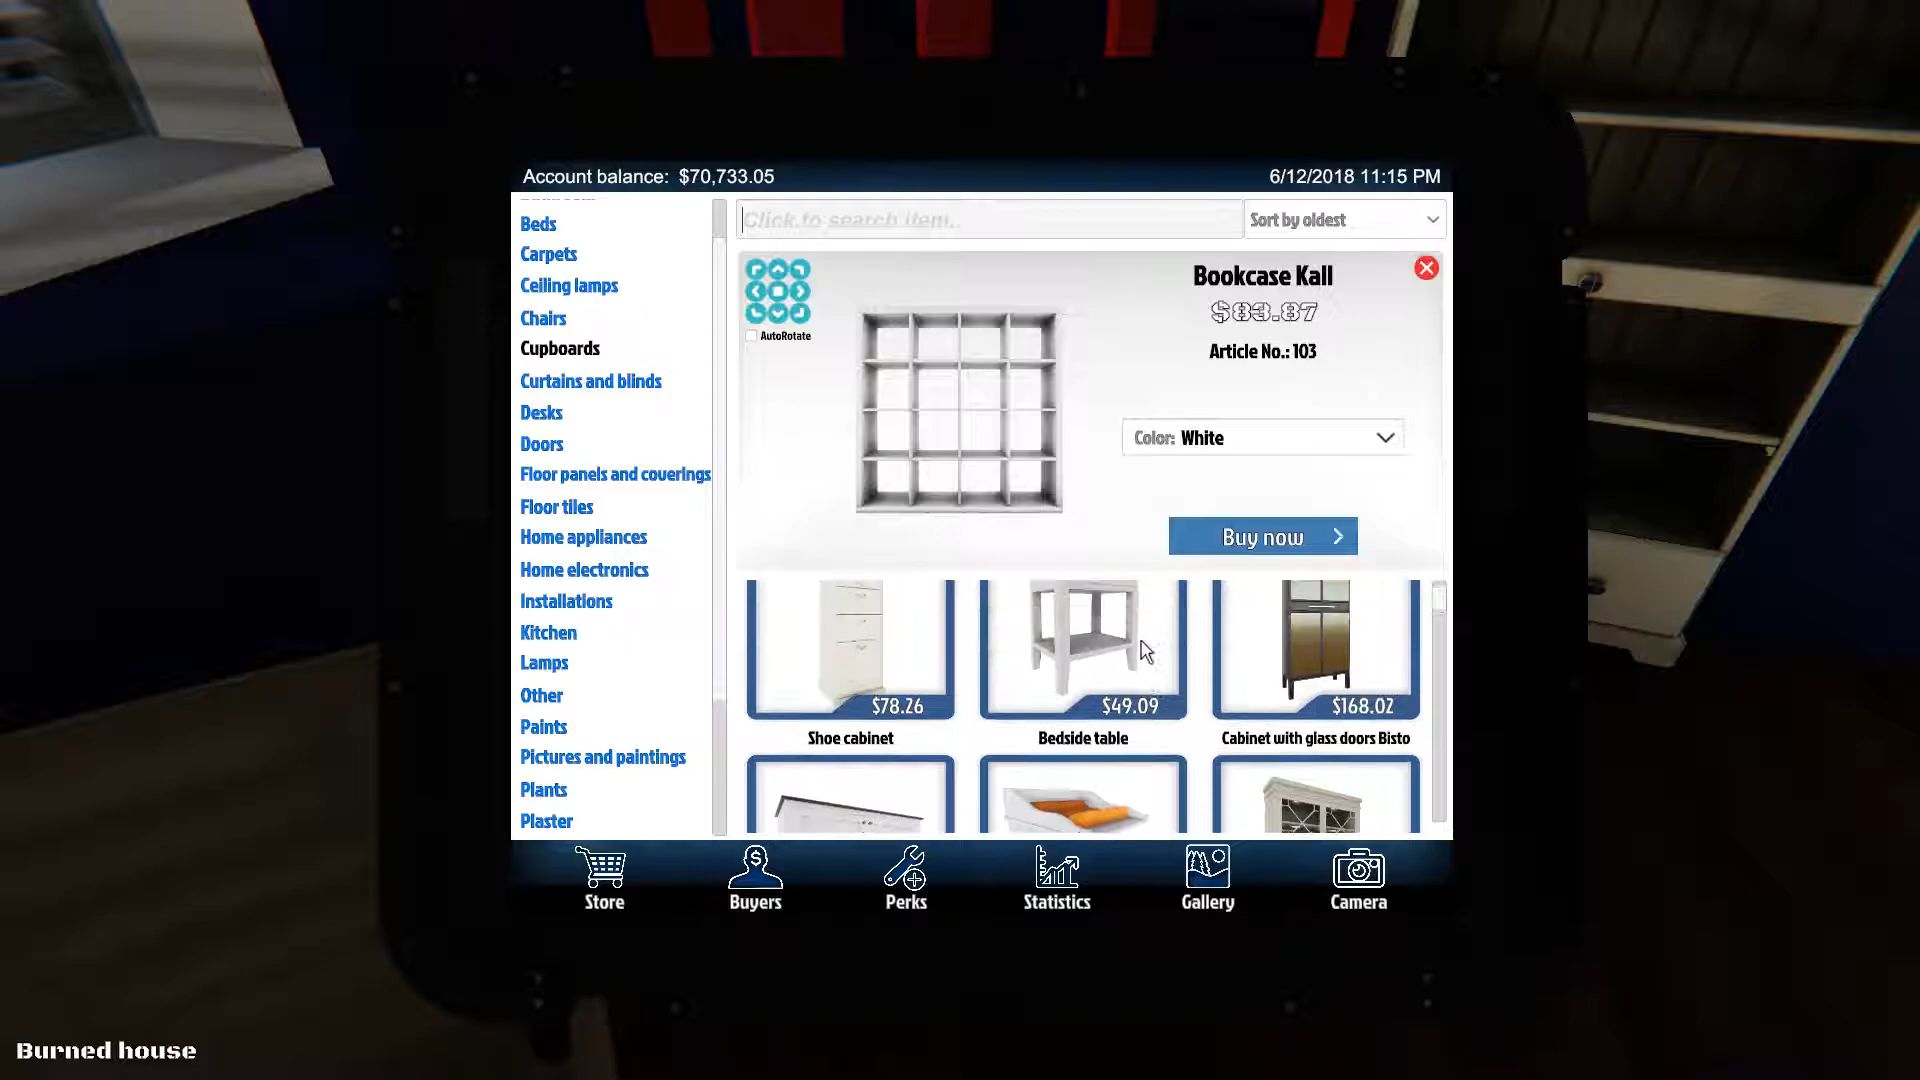 Account balance: $70,733.05
6/12/2018 11:15 PM
Beds
Carpets
Ceiling lamps
Chairs
Cupboards
Curtains and blinds
Desks
Doors
Floor panels and coverings
Floor tiles
Home appliances
Home electronics
Installations
Kitchen
Lamps
Other
Paints
Pictures and paintings
Plants
Plaster
Click to search item..
Sort by oldest
AutoRotate
Bookcase Kall
$83.87
Article No.: 103
Color: White
Buy now
$78.26
$49.09
$168.02
Shoe cabinet
Bedside table
Cabinet with glass doors Bisto
Store
Buyers
Perks
Statistics
Gallery
Camera
Burned house